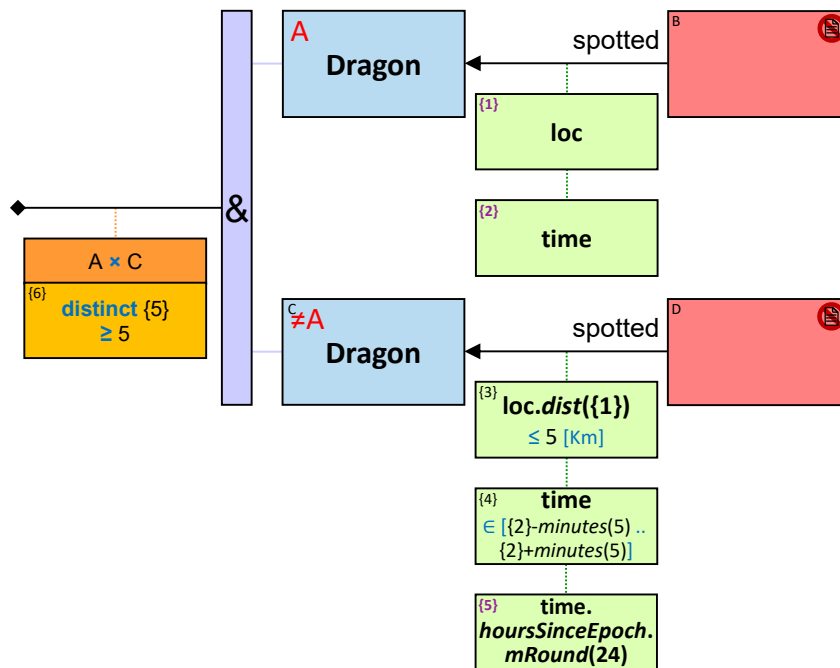 A
Dragon
spotted
B
{1}
loc
{2}
time
&
A × C
{6}
distinct {5}
≥ 5
C
≠A
Dragon
spotted
D
{3}
loc.dist({1})
≤ 5 [Km]
{4}
time
∈ [{2}-minutes(5) ..
{2}+minutes(5)]
{5}
time.
hoursSinceEpoch.
mRound(24)